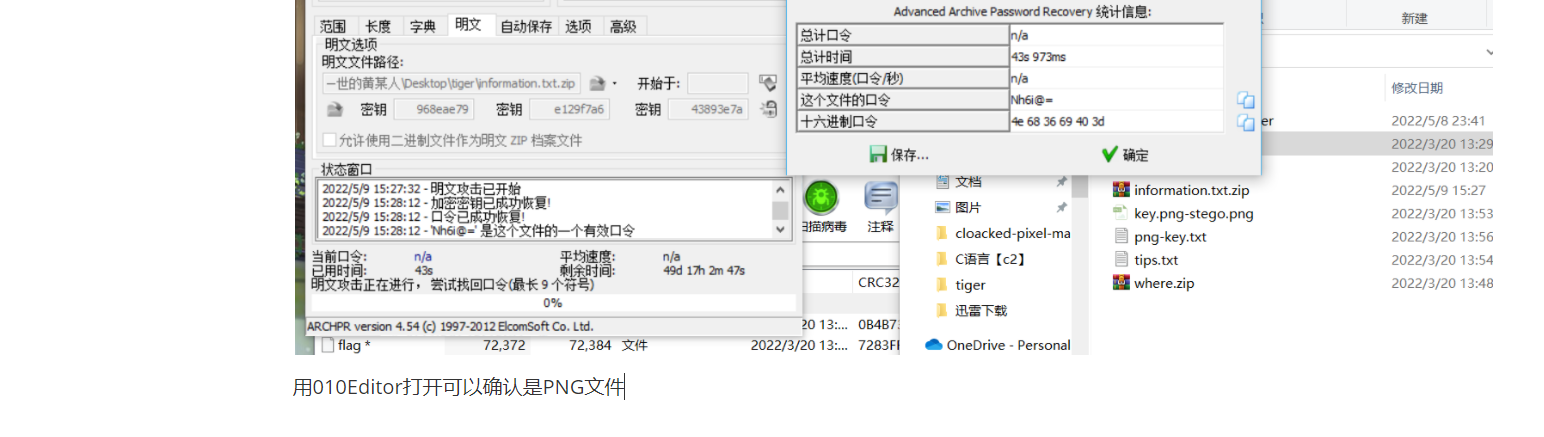 Advanced Archive Password Recovery 统计信息:
总计口令 n/a
总计时间 43s 973ms
平均速度(口令/秒) n/a
这个文件的口令 Nh6i@=
十六进制口令 4e 68 36 69 40 3d
保存... 确定
范围 长度 字典 明文 自动保存 选项 高级
明文选项
明文文件路径:
一世的黄某人\Desktop\tiger\information.txt.zip 开始于:
密钥 968eae79 密钥 e129f7a6 密钥 43893e7a
允许使用二进制文件作为明文 ZIP 档案文件
状态窗口
2022/5/9 15:27:32 - 明文攻击已开始
2022/5/9 15:28:12 - 加密密钥已成功恢复!
2022/5/9 15:28:12 - 口令已成功恢复!
2022/5/9 15:28:12 - 'Nh6i@=' 是这个文件的一个有效口令
当前口令: n/a 平均速度: n/a
已用时间: 43s 剩余时间: 49d 17h 2m 47s
明文攻击正在进行，尝试找回口令(最长 9 个符号)
0%
ARCHPR version 4.54 (c) 1997-2012 ElcomSoft Co. Ltd.
扫描病毒 注释
CRC32
20 13:... 0B4B7
flag * 72,372 72,384 文件 2022/3/20 13:... 7283F
文档
图片
cloacked-pixel-ma
C语言【c2】
tiger
迅雷下载
OneDrive - Personal
新建
修改日期
er 2022/5/8 23:41
2022/3/20 13:29
2022/3/20 13:20
information.txt.zip 2022/5/9 15:27
key.png-stego.png 2022/3/20 13:53
png-key.txt 2022/3/20 13:56
tips.txt 2022/3/20 13:54
where.zip 2022/3/20 13:48
用010Editor打开可以确认是PNG文件